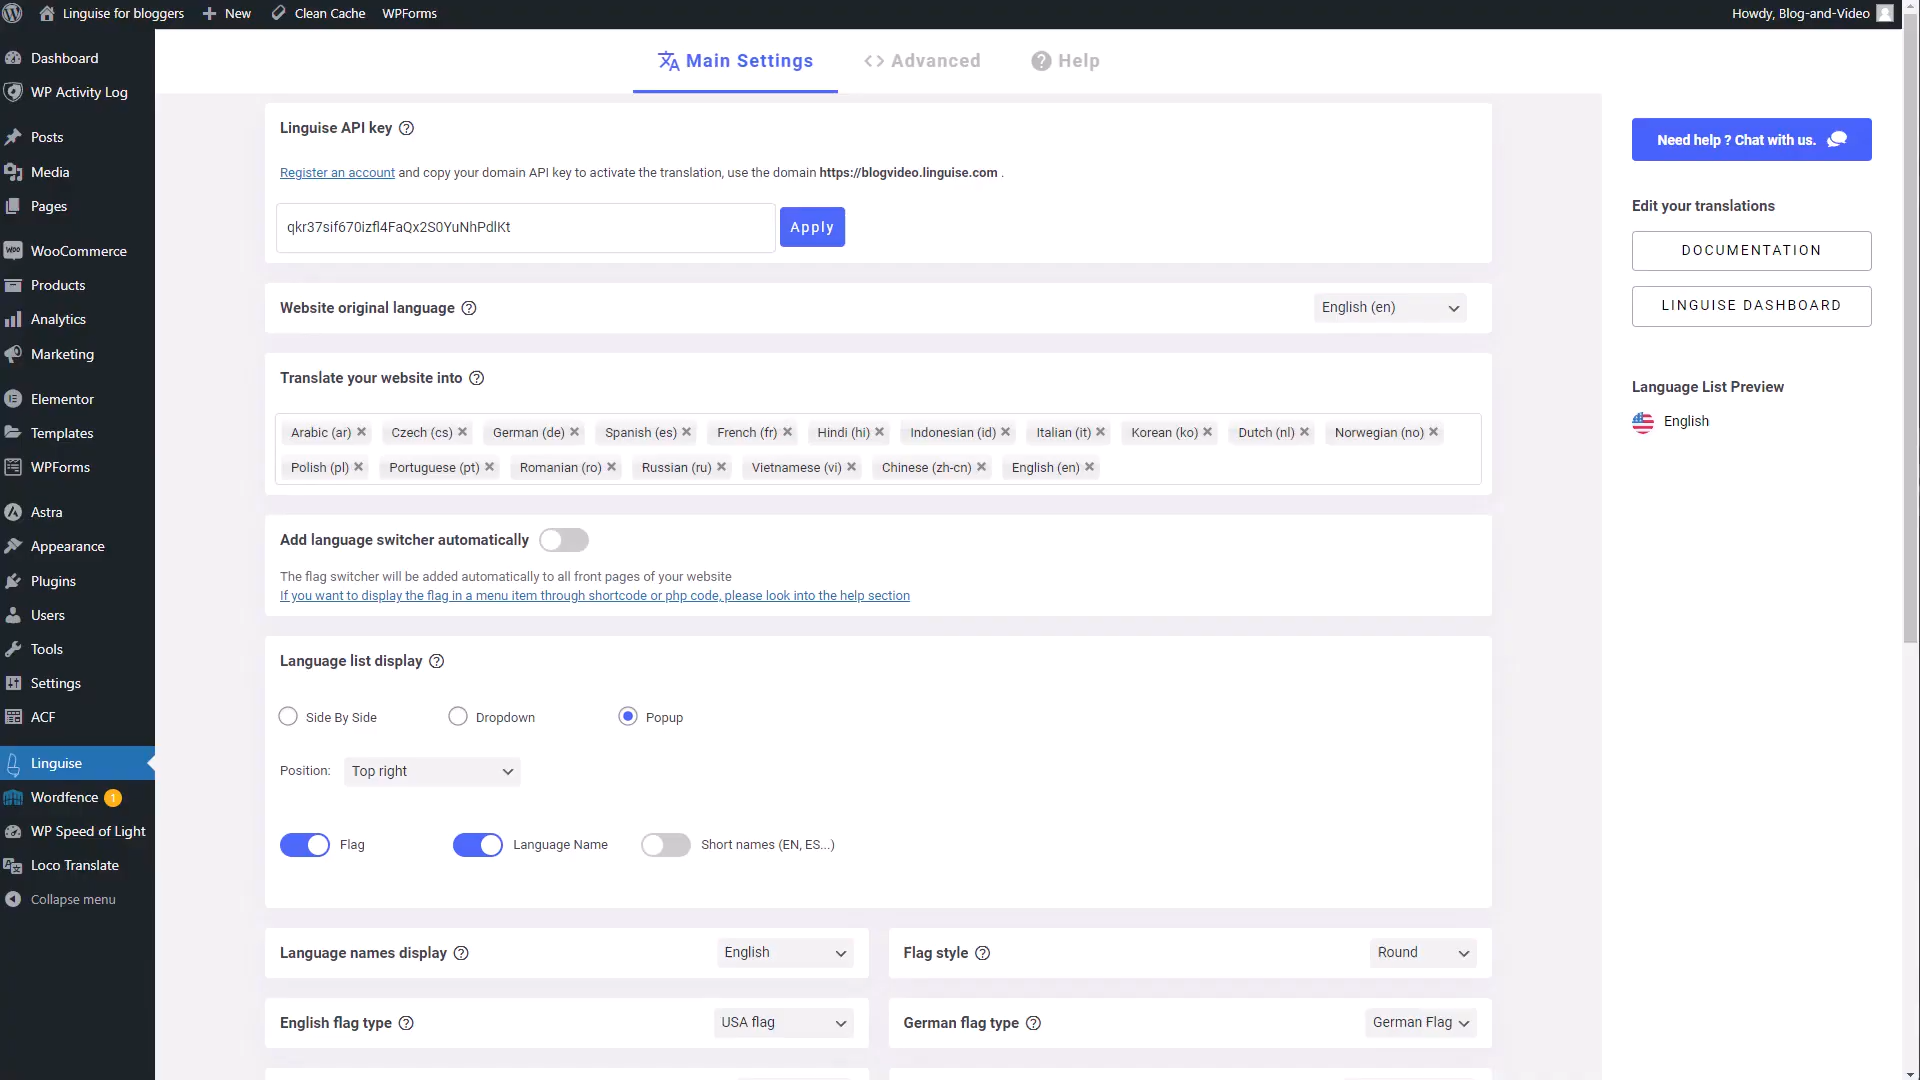 Linguise for bloggers
New
Clean Cache
WPForms
Howdy, Blog-and-Video
Dashboard
WP Activity Log
Posts
Media
Pages
WooCommerce
Products
Analytics
Marketing
Elementor
Templates
WPForms
Astra
Appearance
Plugins
Users
Tools
Settings
ACF
Linguise
Wordfence 1
WP Speed of Light
Loco Translate
Collapse menu
Main Settings
Advanced
Help
Linguise API key
Register an account and copy your domain API key to activate the translation, use the domain https://blogvideo.linguise.com .
qkr37sif670izfl4FaQx2S0YuNhPdlKt
Apply
Website original language
English (en)
Translate your website into
Arabic (ar) Czech (cs) German (de) Spanish (es) French (fr) Hindi (hi) Indonesian (id) Italian (it) Korean (ko) Dutch (nl) Norwegian (no)
Polish (pl) Portuguese (pt) Romanian (ro) Russian (ru) Vietnamese (vi) Chinese (zh-cn) English (en)
Add language switcher automatically
The flag switcher will be added automatically to all front pages of your website
If you want to display the flag in a menu item through shortcode or php code, please look into the help section
Language list display
Side By Side
Dropdown
Popup
Position: Top right
Flag
Language Name
Short names (EN, ES...)
Language names display
English
Flag style
Round
English flag type
USA flag
German flag type
German Flag
Need help ? Chat with us.
Edit your translations
DOCUMENTATION
LINGUISE DASHBOARD
Language List Preview
English